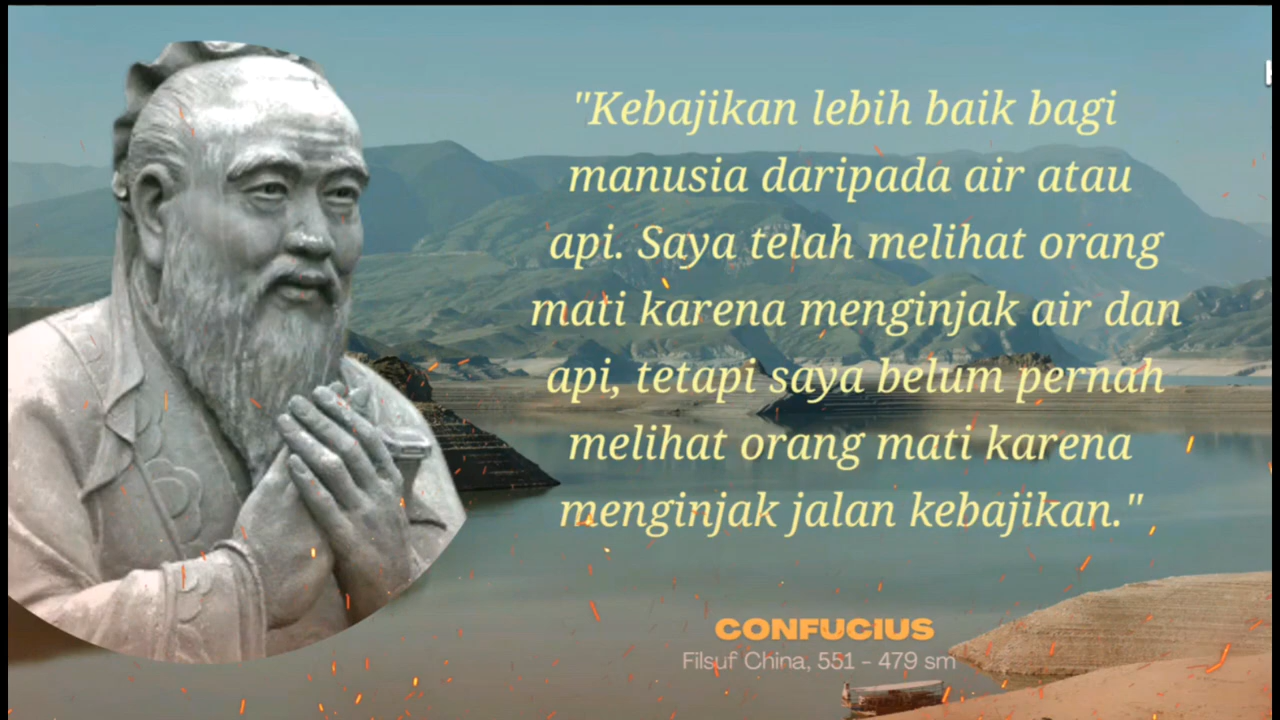 "Kebajikan lebih baik bagi
manusia daripada air atau
api. Saya telah melihat orang
mati karena menginjak air dan
api, tetapi saya belum pernah
melihat orang mati karena
menginjak jalan kebajikan."
CONFUCIUS
Filsuf China, 551 - 479 sm